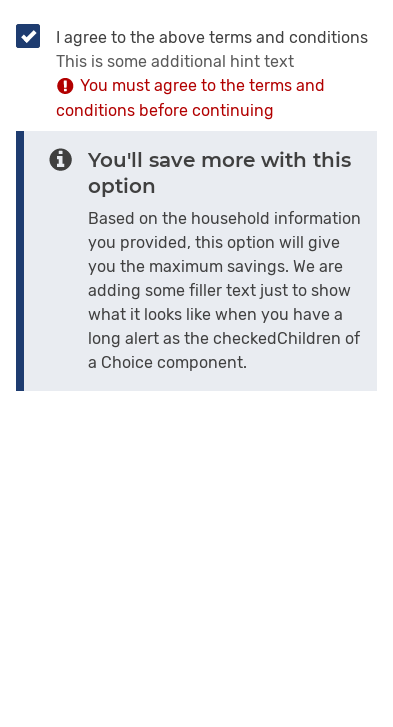 I agree to the above terms and conditions
This is some additional hint text
You must agree to the terms and
conditions before continuing
You'll save more with this
option
Based on the household information
you provided, this option will give
you the maximum savings. We are
adding some filler text just to show
what it looks like when you have a
long alert as the checkedChildren of
a Choice component.